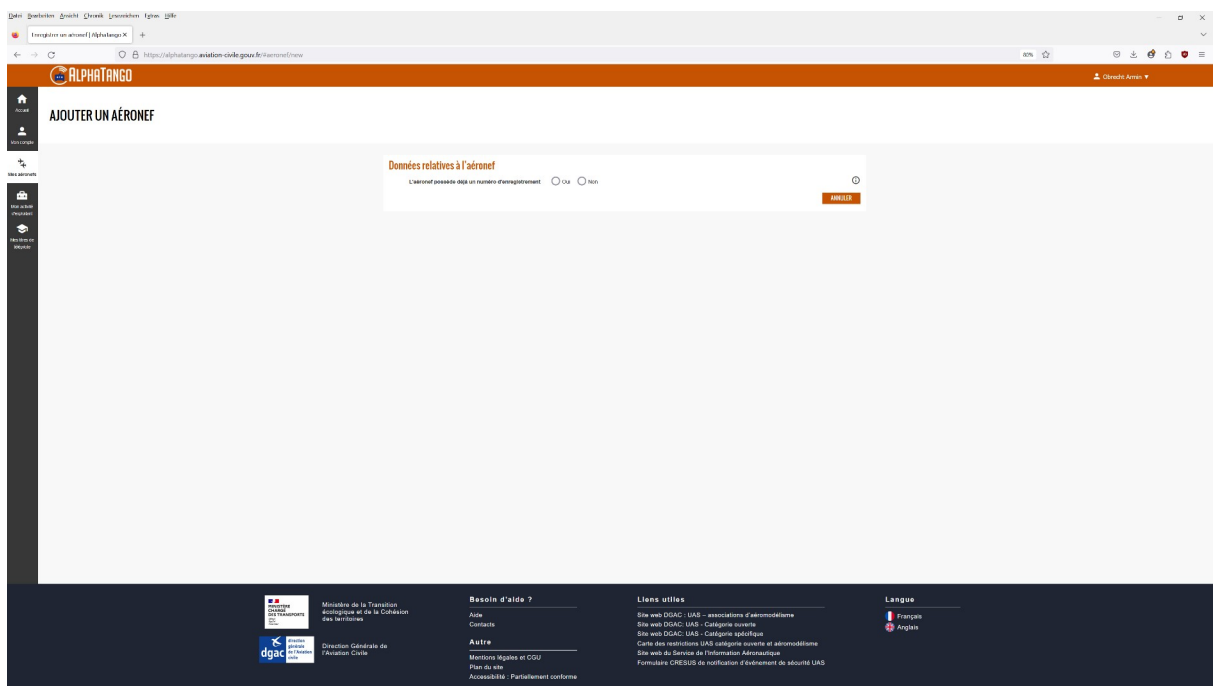 Datei Bearbeiten Ansicht Chronik Lesezeichen Extras Hilfe
Enregistrer un aéronef | Alphatango × +
https://alphatango.aviation-civile.gouv.fr/#aeronef/new
80%
ALPHATANGO
Obrecht Armin
Accueil
AJOUTER UN AÉRONEF
Mon compte
Mes aéronefs
Mon activité
d'exploitant
Mes titres de
télépilote
Données relatives à l'aéronef
L'aéronef possède déjà un numéro d'enregistrement Oui Non
ANNULER
MINISTÈRE
CHARGÉ
DES TRANSPORTS
Ministère de la Transition
écologique et de la Cohésion
des territoires
dgac
direction
générale
de l'Aviation
civile
Direction Générale de
l'Aviation Civile
Besoin d'aide ?
Aide
Contacts
Autre
Mentions légales et CGU
Plan du site
Accessibilité : Partiellement conforme
Liens utiles
Site web DGAC : UAS – associations d'aéromodélisme
Site web DGAC: UAS - Catégorie ouverte
Site web DGAC: UAS - Catégorie spécifique
Carte des restrictions UAS catégorie ouverte et aéromodélisme
Site web du Service de l'Information Aéronautique
Formulaire CRESUS de notification d'événement de sécurité UAS
Langue
Français
Anglais